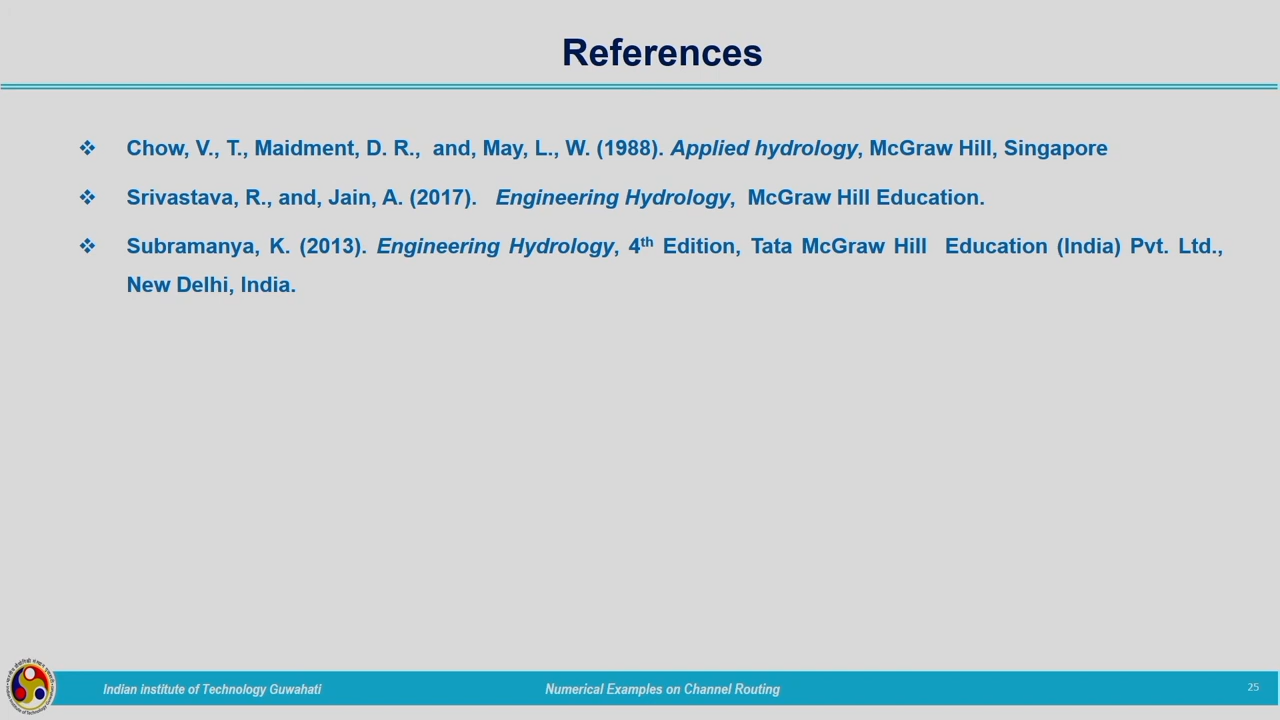 References
❖ Chow, V., T., Maidment, D. R., and, May, L., W. (1988). Applied hydrology, McGraw Hill, Singapore
❖ Srivastava, R., and, Jain, A. (2017). Engineering Hydrology, McGraw Hill Education.
❖ Subramanya, K. (2013). Engineering Hydrology, 4th Edition, Tata McGraw Hill Education (India) Pvt. Ltd.,
New Delhi, India.
Indian institute of Technology Guwahati
Numerical Examples on Channel Routing
25